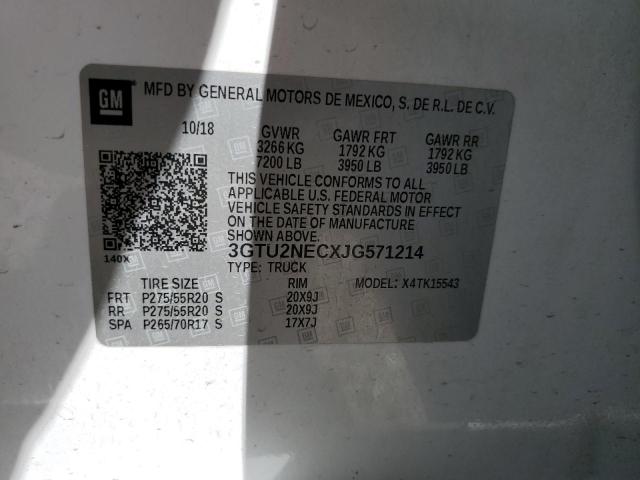 GM MFD BY GENERAL MOTORS DE MEXICO, S. DE R.L. DE C.V.
10/18 GVWR GAWR FRT GAWR RR
3266 KG 1792 KG 1792 KG
7200 LB 3950 LB 3950 LB
THIS VEHICLE CONFORMS TO ALL
APPLICABLE U.S. FEDERAL MOTOR
VEHICLE SAFETY STANDARDS IN EFFECT
ON THE DATE OF MANUFACTURE
SHOWN ABOVE.
140X 3GTU2NECXJG571214
TYPE: TRUCK
TIRE SIZE RIM MODEL: X4TK15543
FRT P275/55R20 S 20X9J
RR P275/55R20 S 20X9J
SPA P265/70R17 S 17X7J